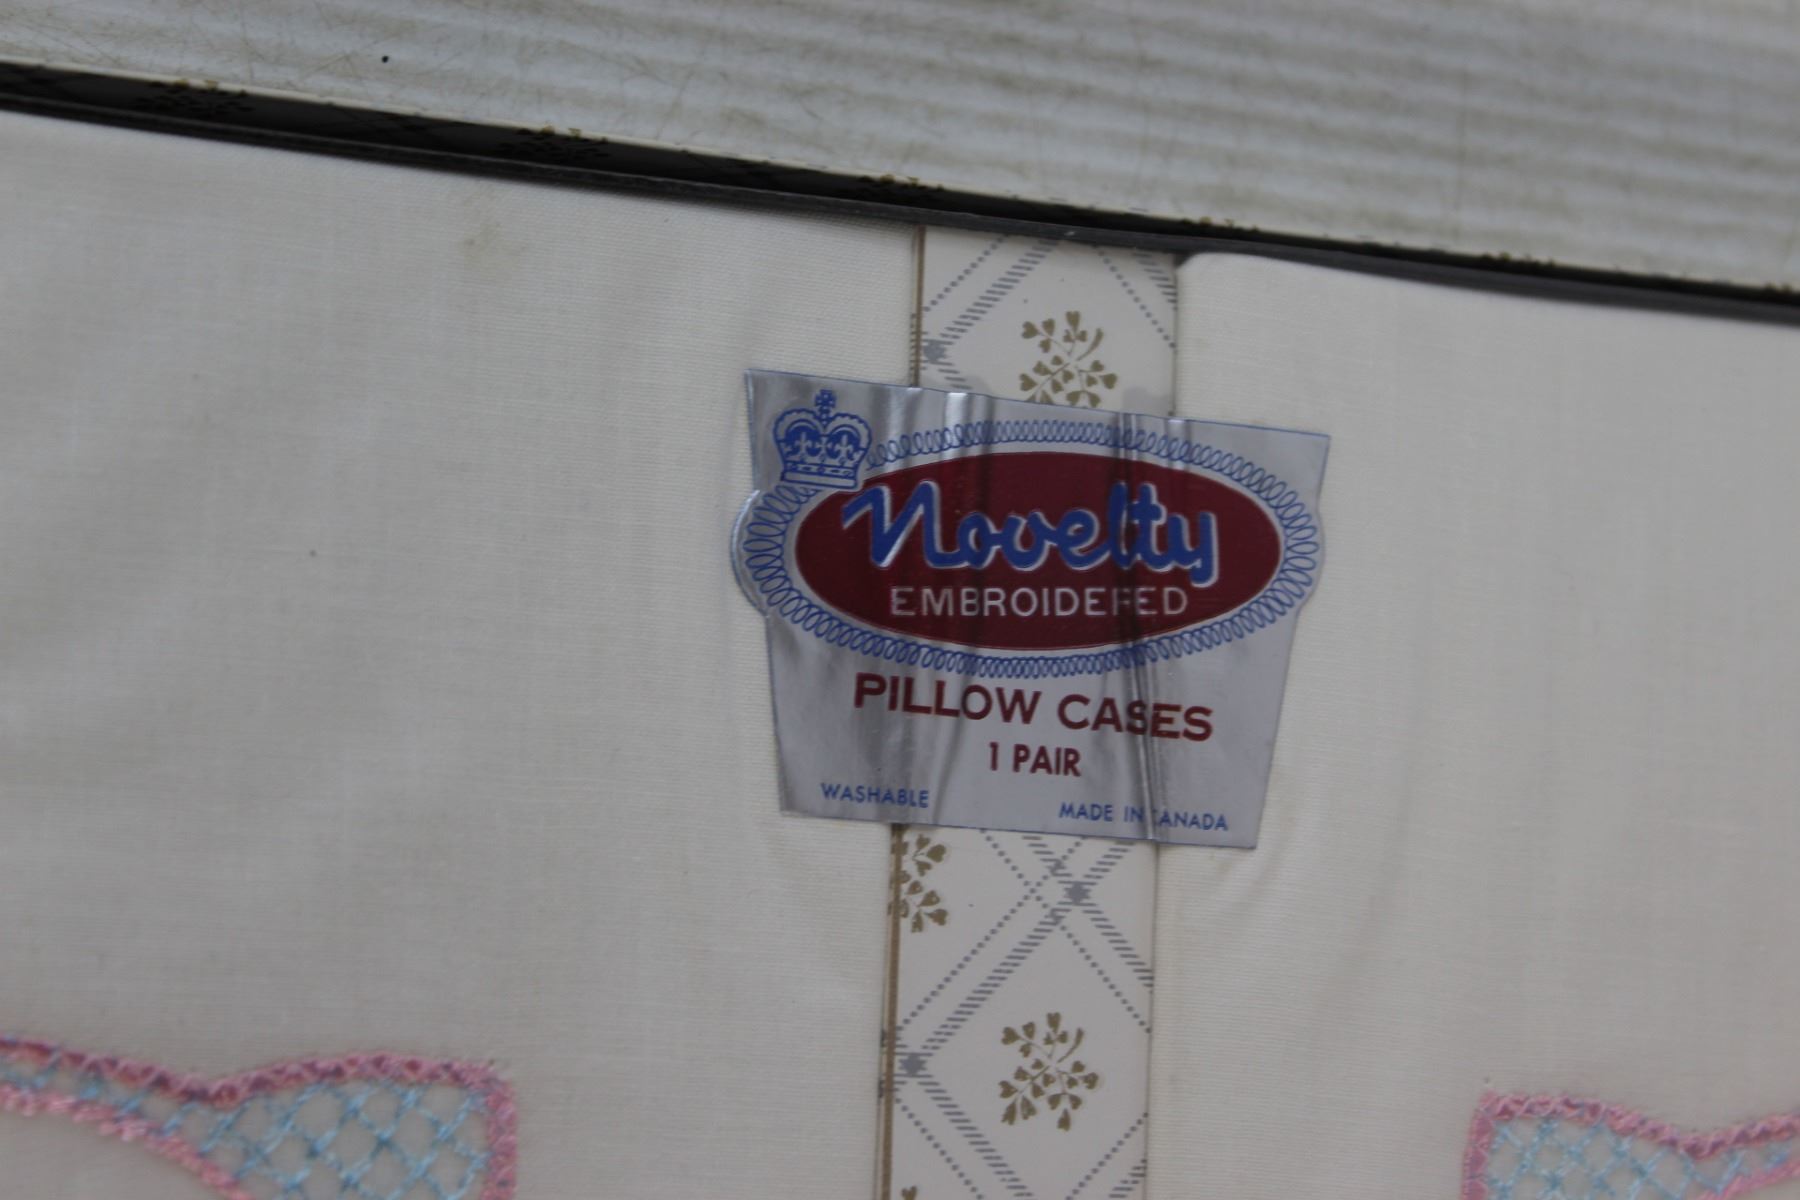 Novelty
EMBROIDERED
PILLOW CASES
1 PAIR
WASHABLE
MADE IN CANADA